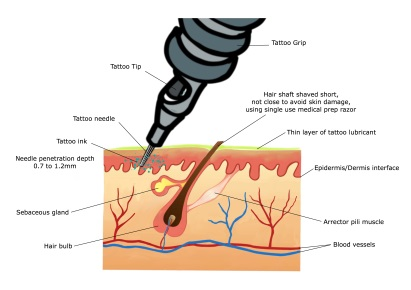 Tattoo Grip
Tattoo Tip
Hair shaft shaved short,
not close to avoid skin damage,
using single use medical prep razor
Tattoo needle
Thin layer of tattoo lubricant
Tattoo ink
Needle penetration depth
0.7 to 1.2mm
Epidermis/Dermis interface
Sebaceous gland
Arrector pili muscle
Hair bulb
Blood vessels